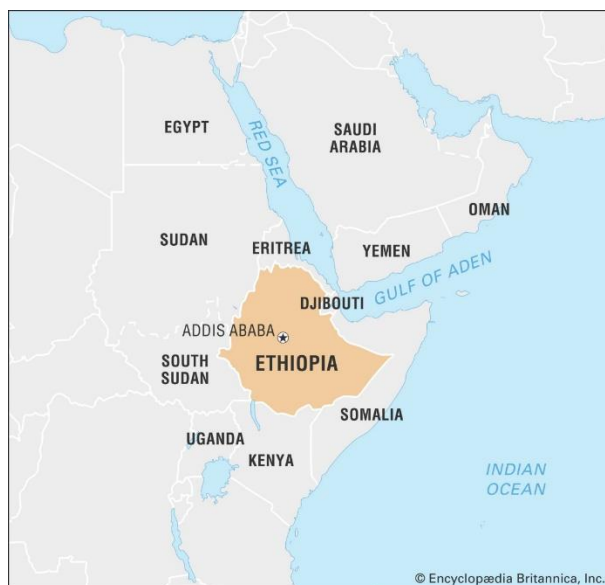 EGYPT
RED SEA
SAUDI
ARABIA
OMAN
SUDAN
ERITREA
YEMEN
GULF OF ADEN
DJIBOUTI
ADDIS ABABA
ETHIOPIA
SOUTH
SUDAN
SOMALIA
UGANDA
KENYA
INDIAN
OCEAN
© Encyclopædia Britannica, Inc.